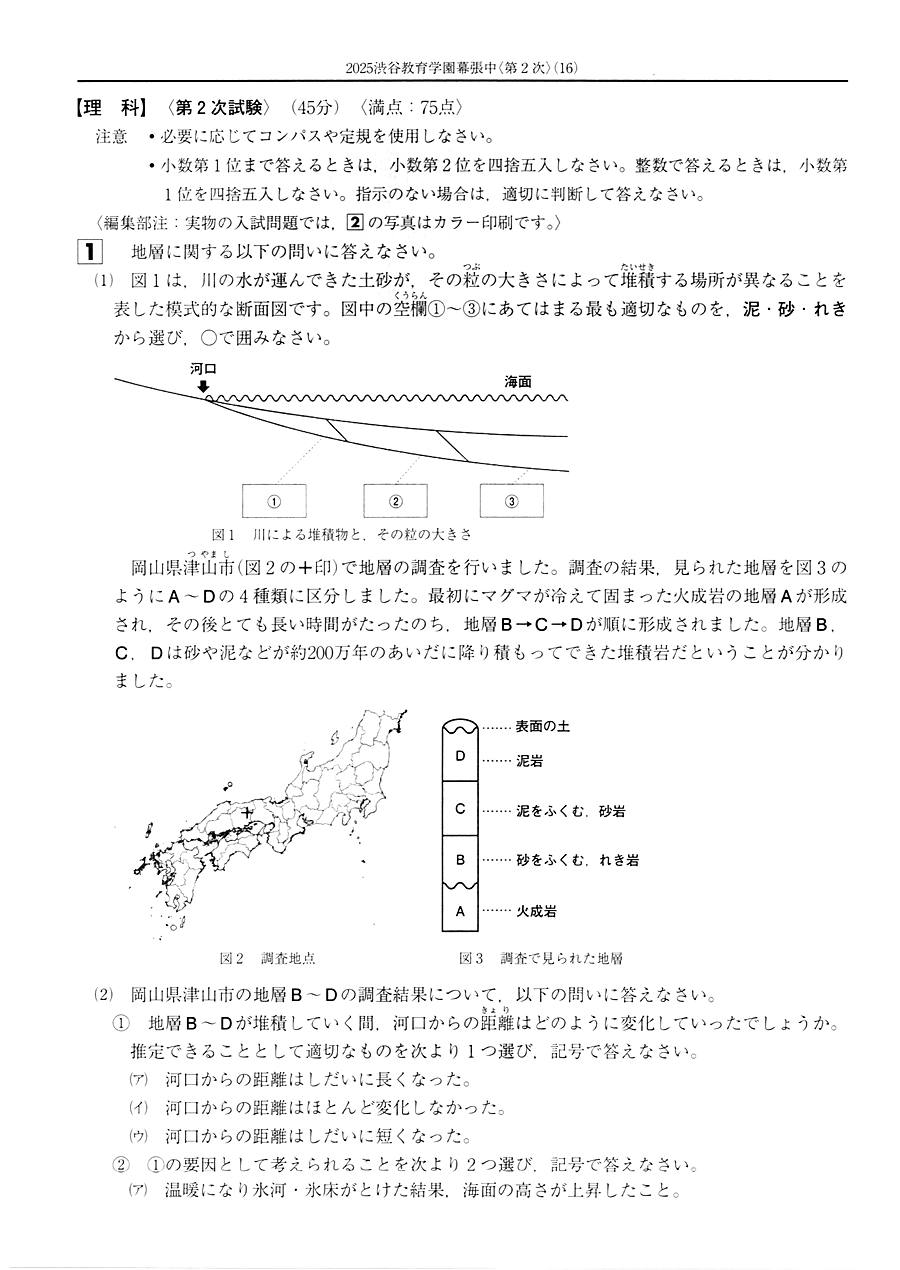 2025渋谷教育学園幕張中〈第2次〉(16)
【理 科】〈第2次試験〉(45分)〈満点：75点〉
注意 ・必要に応じてコンパスや定規を使用しなさい。
・小数第1位まで答えるときは，小数第2位を四捨五入しなさい。整数で答えるときは，小数第
1位を四捨五入しなさい。指示のない場合は，適切に判断して答えなさい。
〈編集部注：実物の入試問題では，2の写真はカラー印刷です。〉
1 地層に関する以下の問いに答えなさい。
つぶ たいせき
(1) 図1は，川の水が運んできた土砂が，その粒の大きさによって堆積する場所が異なることを
くうらん
表した模式的な断面図です。図中の空欄①～③にあてはまる最も適切なものを，泥・砂・れき
から選び，○で囲みなさい。
河口
海面
① ② ③
図1 川による堆積物と，その粒の大きさ
つ やま し
岡山県津山市(図2の＋印)で地層の調査を行いました。調査の結果，見られた地層を図3の
ようにA～Dの4種類に区分しました。最初にマグマが冷えて固まった火成岩の地層Aが形成
され，その後とても長い時間がたったのち，地層B→C→Dが順に形成されました。地層B，
C，Dは砂や泥などが約200万年のあいだに降り積もってできた堆積岩だということが分かり
ました。
表面の土
D 泥岩
C 泥をふくむ，砂岩
B 砂をふくむ，れき岩
A 火成岩
図2 調査地点
図3 調査で見られた地層
(2) 岡山県津山市の地層B～Dの調査結果について，以下の問いに答えなさい。
きょ り
① 地層B～Dが堆積していく間，河口からの距離はどのように変化していったでしょうか。
推定できることとして適切なものを次より1つ選び，記号で答えなさい。
(ア) 河口からの距離はしだいに長くなった。
(イ) 河口からの距離はほとんど変化しなかった。
(ウ) 河口からの距離はしだいに短くなった。
② ①の要因として考えられることを次より2つ選び，記号で答えなさい。
(ア) 温暖になり氷河・氷床がとけた結果，海面の高さが上昇したこと。